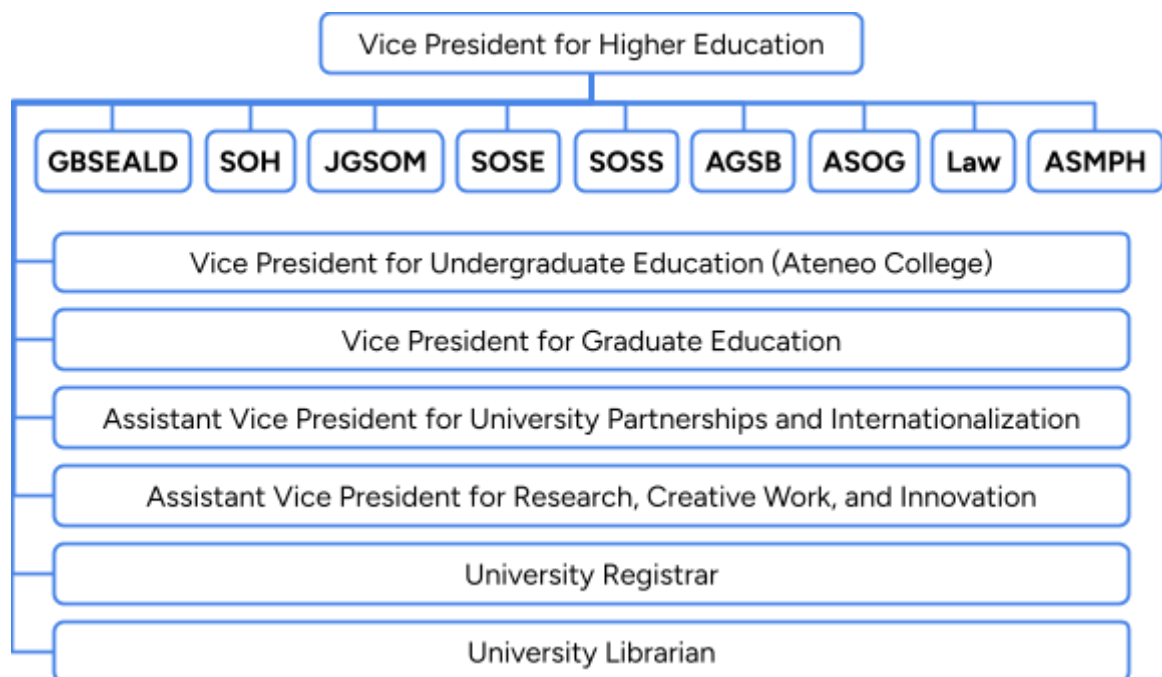 Vice President for Higher Education
GBSEALD SOH JGSOM SOSE SOSS AGSB ASOG Law ASMPH
Vice President for Undergraduate Education (Ateneo College)
Vice President for Graduate Education
Assistant Vice President for University Partnerships and Internationalization
Assistant Vice President for Research, Creative Work, and Innovation
University Registrar
University Librarian